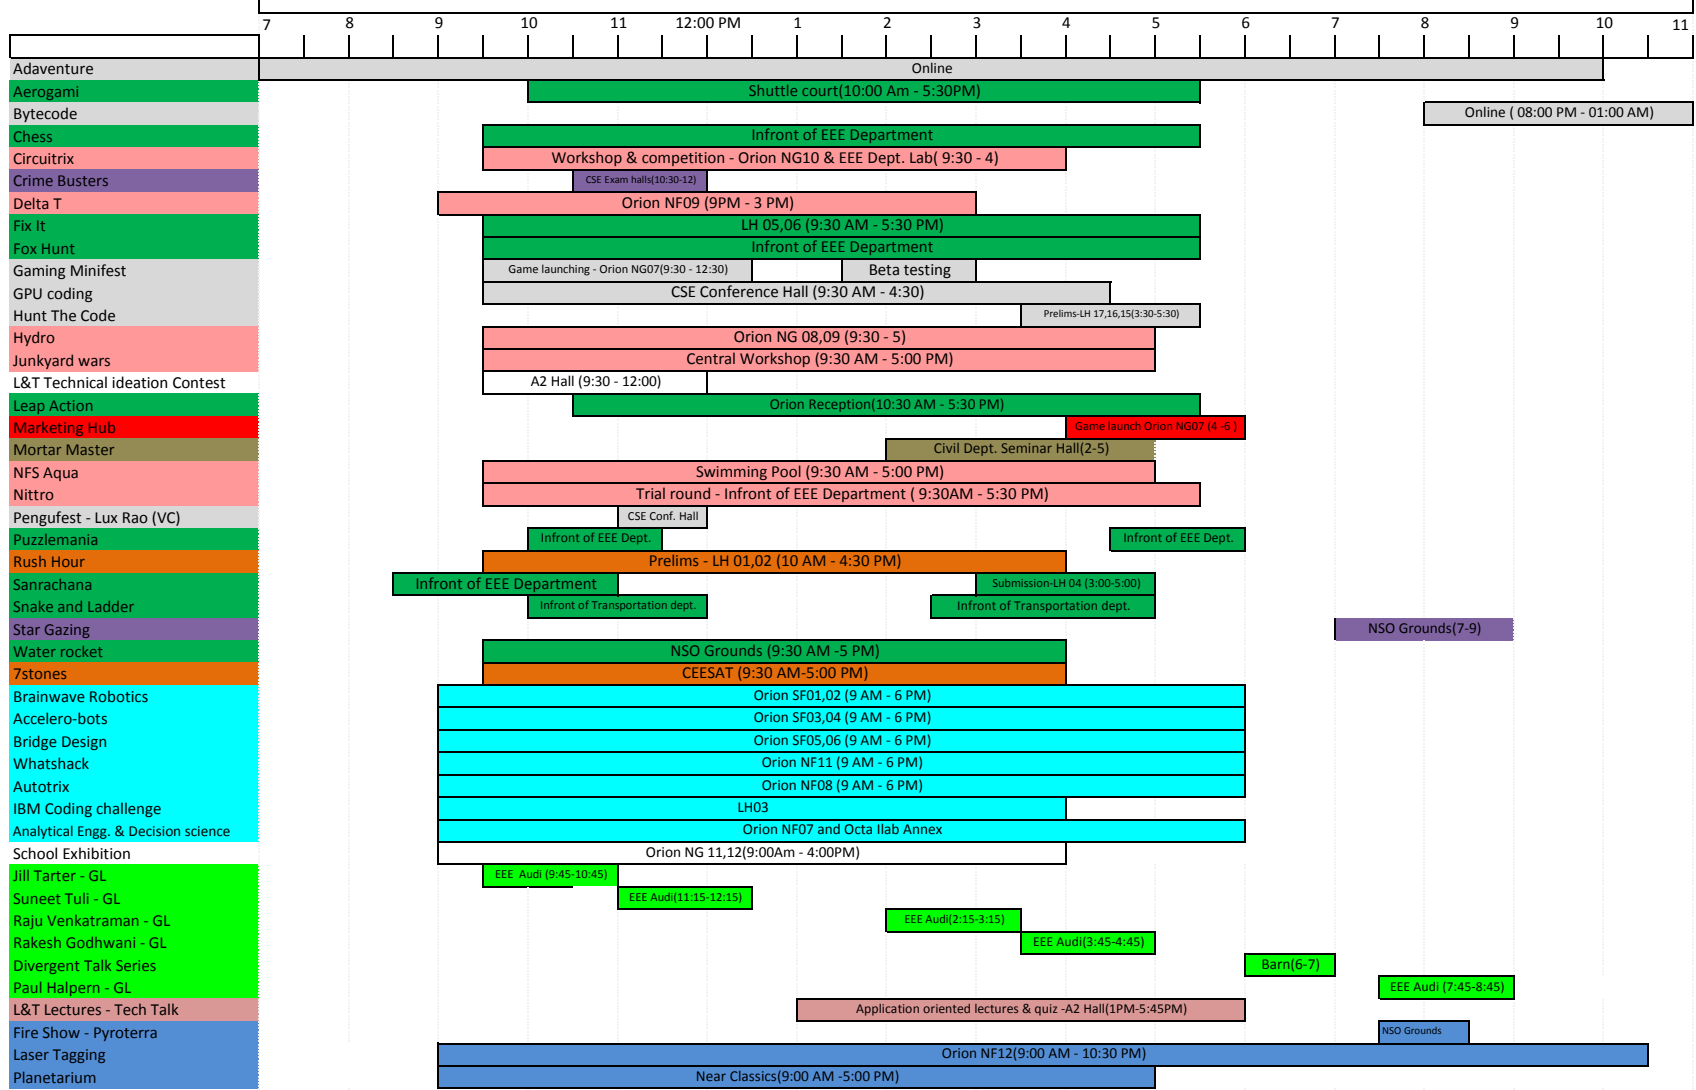 7 8 9 10 11 12:00 PM 1 2 3 4 5 6 7 8 9 10 11
Adaventure Online
Aerogami Shuttle court(10:00 Am - 5:30PM)
Bytecode Online ( 08:00 PM - 01:00 AM)
Chess Infront of EEE Department
Circuitrix Workshop & competition - Orion NG10 & EEE Dept. Lab( 9:30 - 4)
Crime Busters CSE Exam halls(10:30-12)
Delta T Orion NF09 (9PM - 3 PM)
Fix It LH 05,06 (9:30 AM - 5:30 PM)
Fox Hunt Infront of EEE Department
Gaming Minifest Game launching - Orion NG07(9:30 - 12:30) Beta testing
GPU coding CSE Conference Hall (9:30 AM - 4:30)
Hunt The Code Prelims-LH 17,16,15(3:30-5:30)
Hydro Orion NG 08,09 (9:30 - 5)
Junkyard wars Central Workshop (9:30 AM - 5:00 PM)
L&T Technical ideation Contest A2 Hall (9:30 - 12:00)
Leap Action Orion Reception(10:30 AM - 5:30 PM)
Marketing Hub Game launch Orion NG07 (4 -6 )
Mortar Master Civil Dept. Seminar Hall(2-5)
NFS Aqua Swimming Pool (9:30 AM - 5:00 PM)
Nittro Trial round - Infront of EEE Department ( 9:30AM - 5:30 PM)
Pengufest - Lux Rao (VC) CSE Conf. Hall
Puzzlemania Infront of EEE Dept. Infront of EEE Dept.
Rush Hour Prelims - LH 01,02 (10 AM - 4:30 PM)
Sanrachana Infront of EEE Department Submission-LH 04 (3:00-5:00)
Snake and Ladder Infront of Transportation dept. Infront of Transportation dept.
Star Gazing NSO Grounds(7-9)
Water rocket NSO Grounds (9:30 AM -5 PM)
7stones CEESAT (9:30 AM-5:00 PM)
Brainwave Robotics Orion SF01,02 (9 AM - 6 PM)
Accelero-bots Orion SF03,04 (9 AM - 6 PM)
Bridge Design Orion SF05,06 (9 AM - 6 PM)
Whatshack Orion NF11 (9 AM - 6 PM)
Autotrix Orion NF08 (9 AM - 6 PM)
IBM Coding challenge LH03
Analytical Engg. & Decision science Orion NF07 and Octa Ilab Annex
School Exhibition Orion NG 11,12(9:00Am - 4:00PM)
Jill Tarter - GL EEE Audi (9:45-10:45)
Suneet Tuli - GL EEE Audi(11:15-12:15)
Raju Venkatraman - GL EEE Audi(2:15-3:15)
Rakesh Godhwani - GL EEE Audi(3:45-4:45)
Divergent Talk Series Barn(6-7)
Paul Halpern - GL EEE Audi (7:45-8:45)
L&T Lectures - Tech Talk Application oriented lectures & quiz -A2 Hall(1PM-5:45PM)
Fire Show - Pyroterra NSO Grounds
Laser Tagging Orion NF12(9:00 AM - 10:30 PM)
Planetarium Near Classics(9:00 AM -5:00 PM)